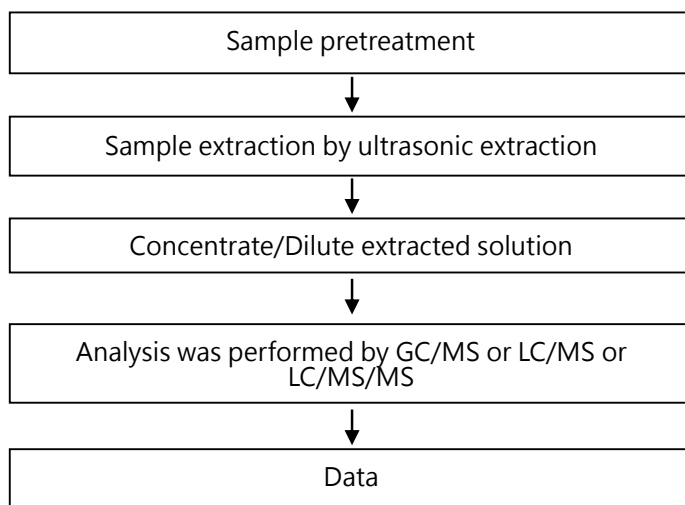 Sample pretreatment
Sample extraction by ultrasonic extraction
Concentrate/Dilute extracted solution
Analysis was performed by GC/MS or LC/MS or
LC/MS/MS
Data